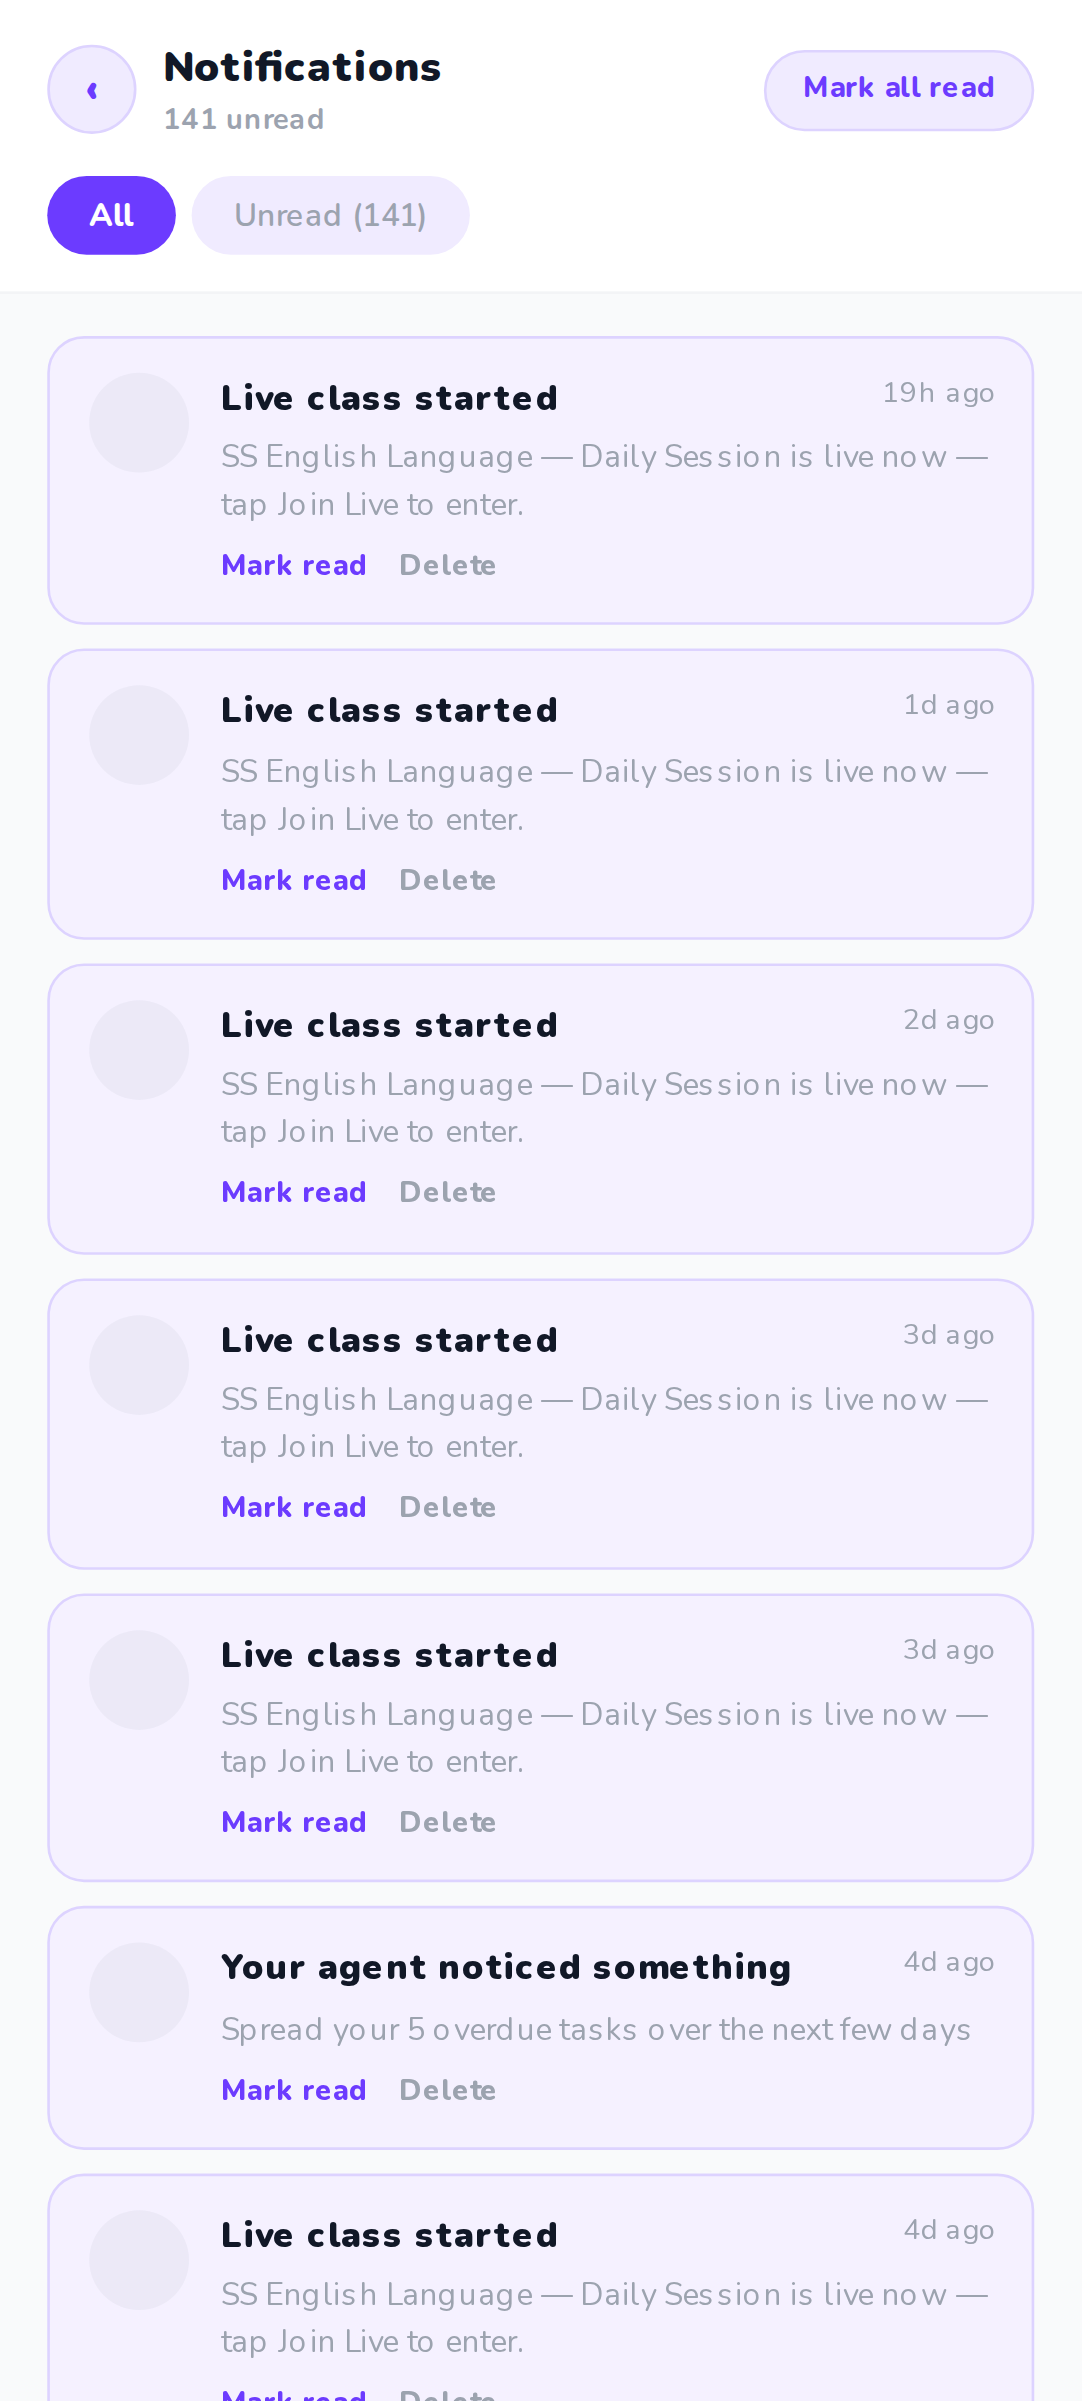 ‹
Notifications
141 unread
Mark all read
All
Unread (141)
Live class started
19h ago
SS English Language — Daily Session is live now —
tap Join Live to enter.
Mark read Delete
Live class started
1d ago
SS English Language — Daily Session is live now —
tap Join Live to enter.
Mark read Delete
Live class started
2d ago
SS English Language — Daily Session is live now —
tap Join Live to enter.
Mark read Delete
Live class started
3d ago
SS English Language — Daily Session is live now —
tap Join Live to enter.
Mark read Delete
Live class started
3d ago
SS English Language — Daily Session is live now —
tap Join Live to enter.
Mark read Delete
Your agent noticed something
4d ago
Spread your 5 overdue tasks over the next few days
Mark read Delete
Live class started
4d ago
SS English Language — Daily Session is live now —
tap Join Live to enter.
Mark read Delete